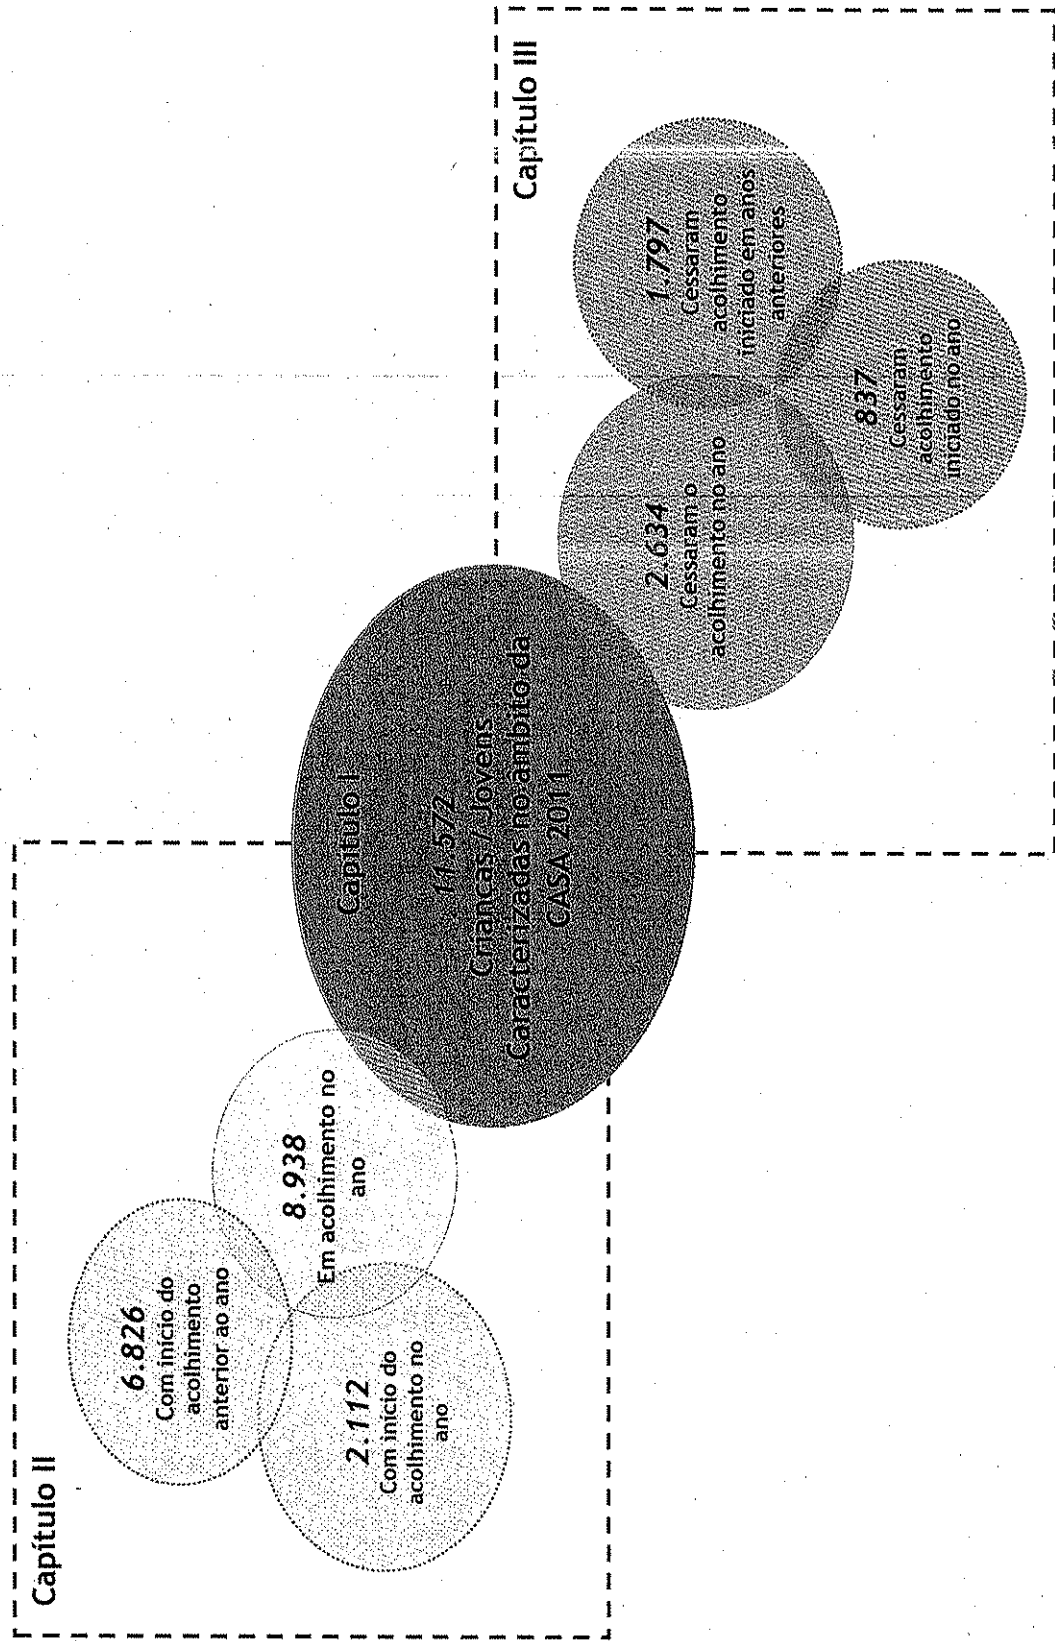 Capítulo II
6.826
Com início do
acolhimento
anterior ao ano
2.112
Com início do
acolhimento no
ano
8.938
Em acolhimento no
ano
Capítulo I
11.572
Crianças / Jovens
Caracterizadas no âmbito da
CASA 2011
Capítulo III
2.634
Cessaram o
acolhimento no ano
1.797
Cessaram
acolhimento
iniciado em anos
anteriores
837
Cessaram
acolhimento
iniciado no ano